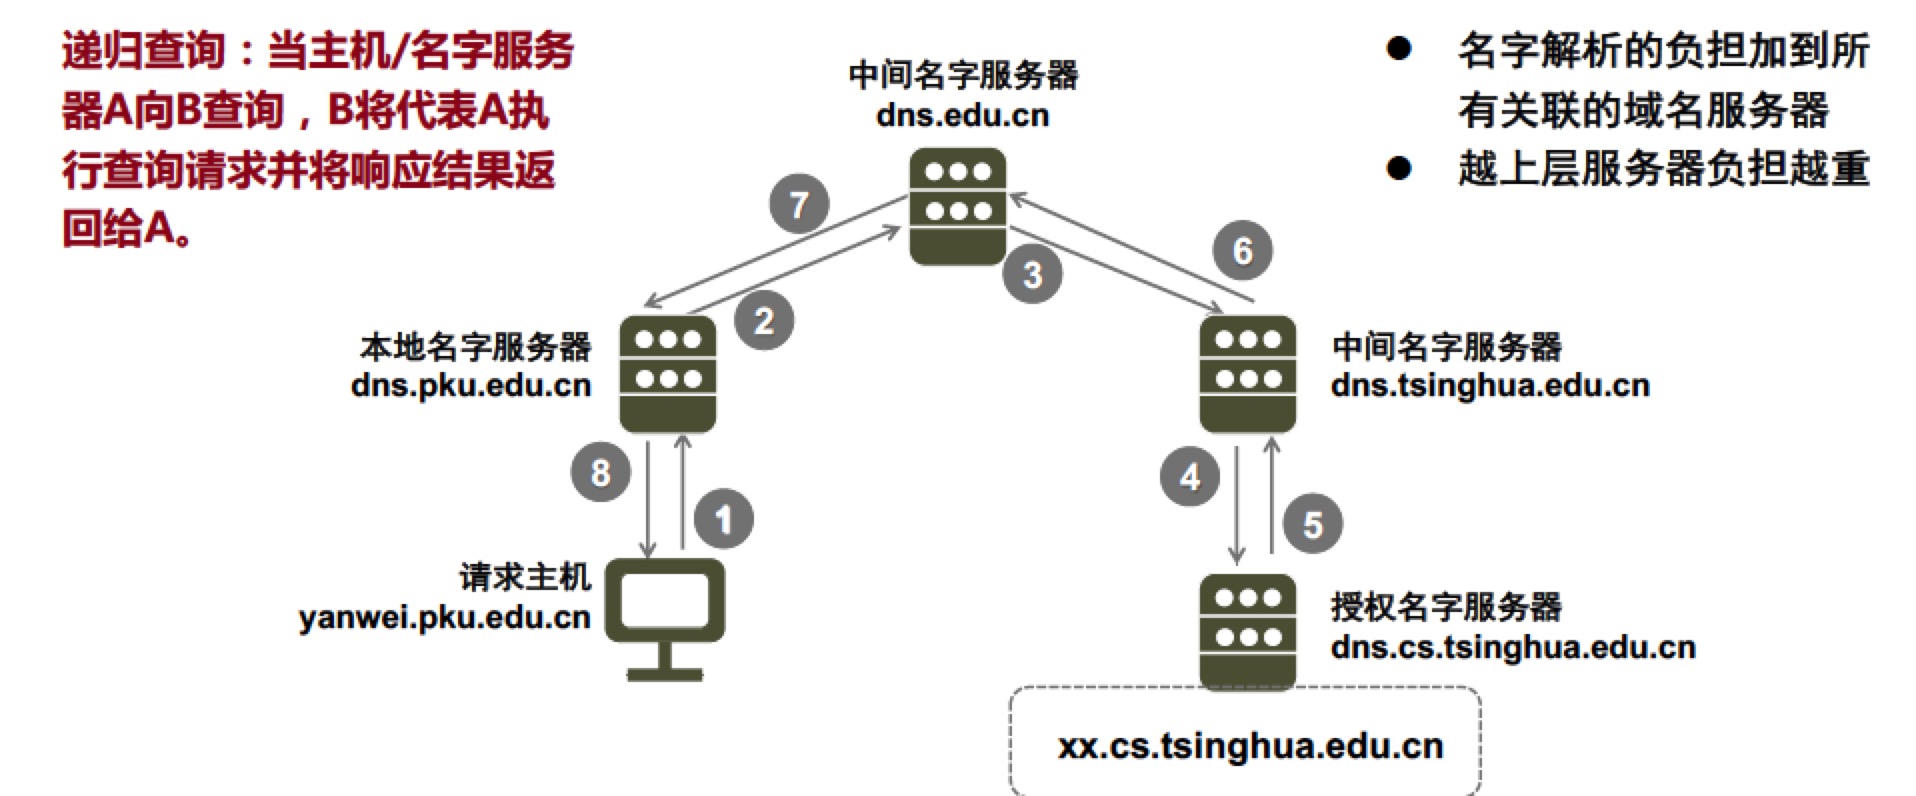 递归查询：当主机/名字服务
器A向B查询，B将代表A执
行查询请求并将响应结果返
回给A。
● 名字解析的负担加到所
有关联的域名服务器
● 越上层服务器负担越重
中间名字服务器
dns.edu.cn
7
6
3
2
本地名字服务器
dns.pku.edu.cn
中间名字服务器
dns.tsinghua.edu.cn
8
1
4
5
请求主机
yanwei.pku.edu.cn
授权名字服务器
dns.cs.tsinghua.edu.cn
xx.cs.tsinghua.edu.cn